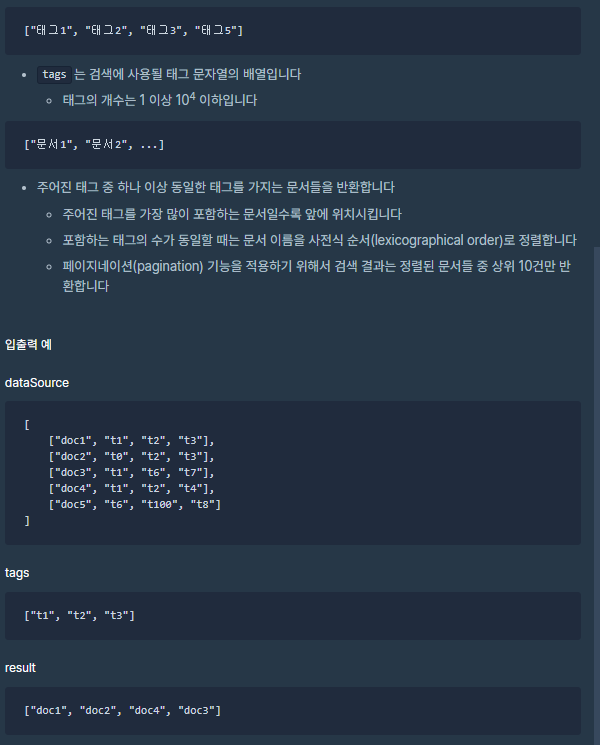 ["태그1", "태그2", "태그3", "태그5"]
tags 는 검색에 사용될 태그 문자열의 배열입니다
태그의 개수는 1 이상 10⁴ 이하입니다
["문서1", "문서2", ...]
주어진 태그 중 하나 이상 동일한 태그를 가지는 문서들을 반환합니다
주어진 태그를 가장 많이 포함하는 문서일수록 앞에 위치시킵니다
포함하는 태그의 수가 동일할 때는 문서 이름을 사전식 순서(lexicographical order)로 정렬합니다
페이지네이션(pagination) 기능을 적용하기 위해서 검색 결과는 정렬된 문서들 중 상위 10건만 반
환합니다
입출력 예
dataSource
[
["doc1", "t1", "t2", "t3"],
["doc2", "t0", "t2", "t3"],
["doc3", "t1", "t6", "t7"],
["doc4", "t1", "t2", "t4"],
["doc5", "t6", "t100", "t8"]
]
tags
["t1", "t2", "t3"]
result
["doc1", "doc2", "doc4", "doc3"]